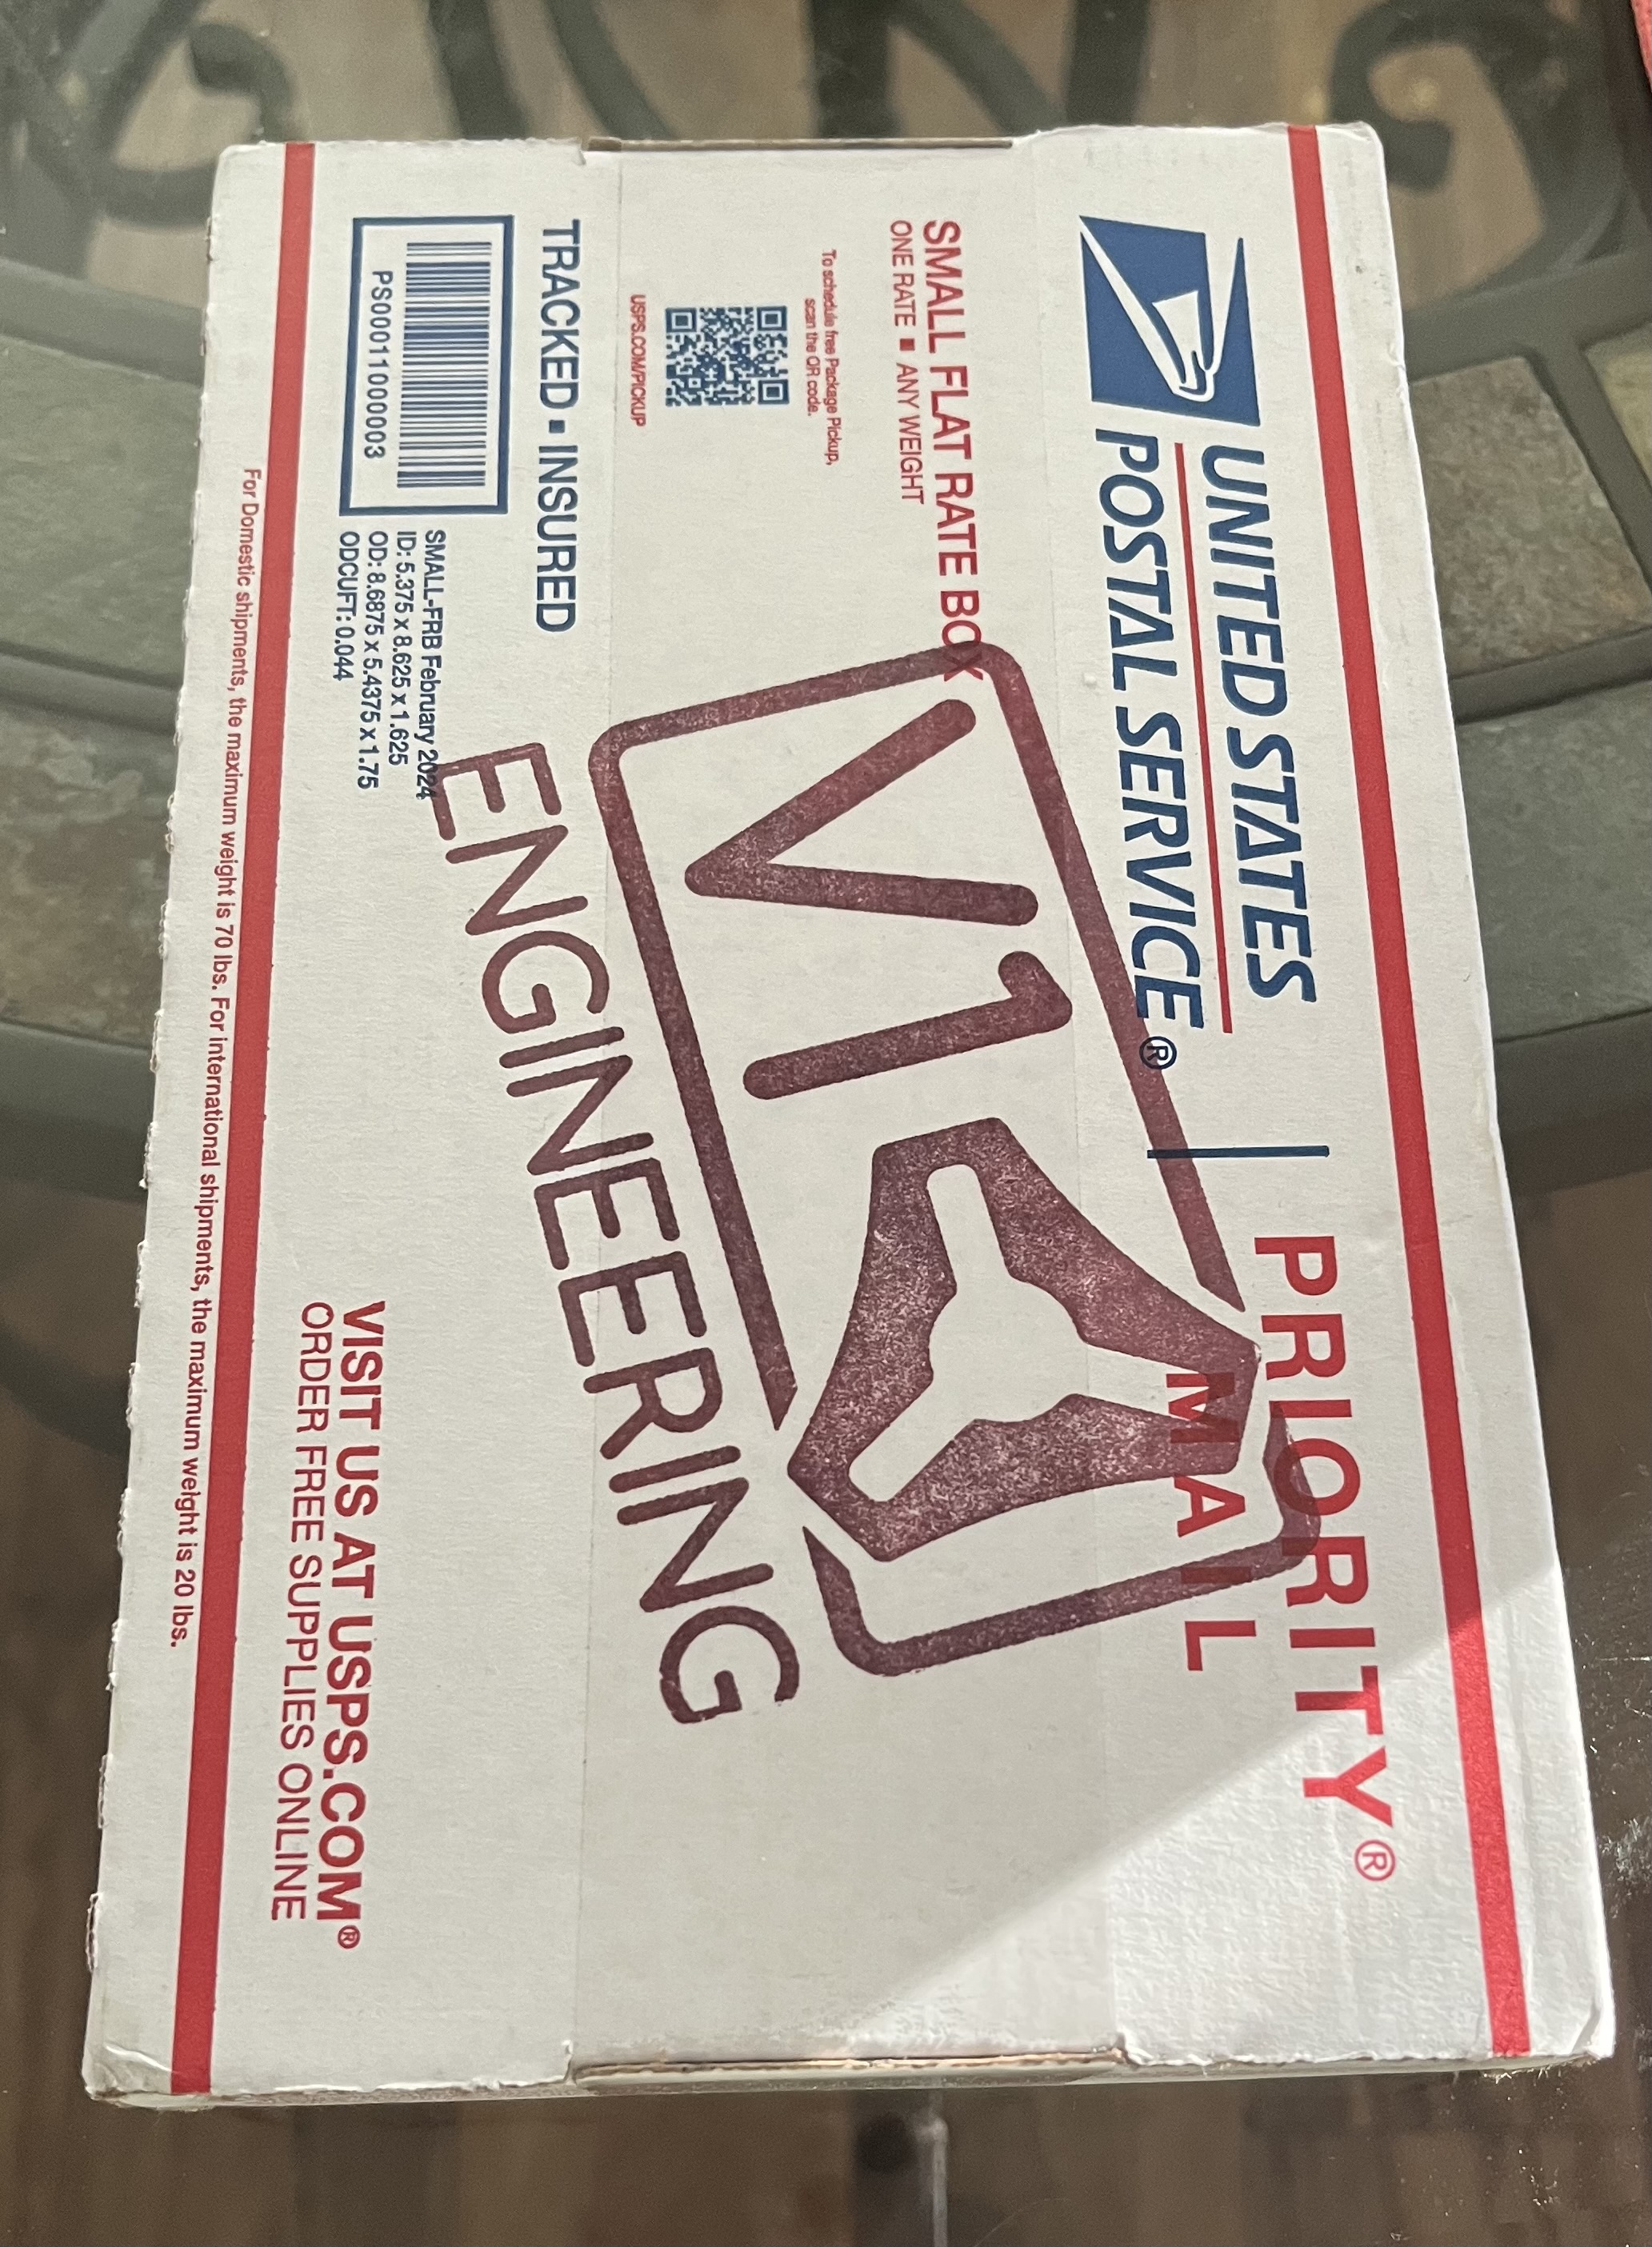 UNITED STATES
POSTAL SERVICE®
PRIORITY®
MAIL
SMALL FLAT RATE BOX
ONE RATE ■ ANY WEIGHT
To schedule free Package Pickup,
scan the QR code.
USPS.COM/PICKUP
V1
ENGINEERING
TRACKED ■ INSURED
PS00011000003
SMALL-FRB February 2024
ID: 5.375 x 8.625 x 1.625
OD: 8.6875 x 5.4375 x 1.75
ODCUFT: 0.044
VISIT US AT USPS.COM®
ORDER FREE SUPPLIES ONLINE
For Domestic shipments, the maximum weight is 70 lbs. For international shipments, the maximum weight is 20 lbs.